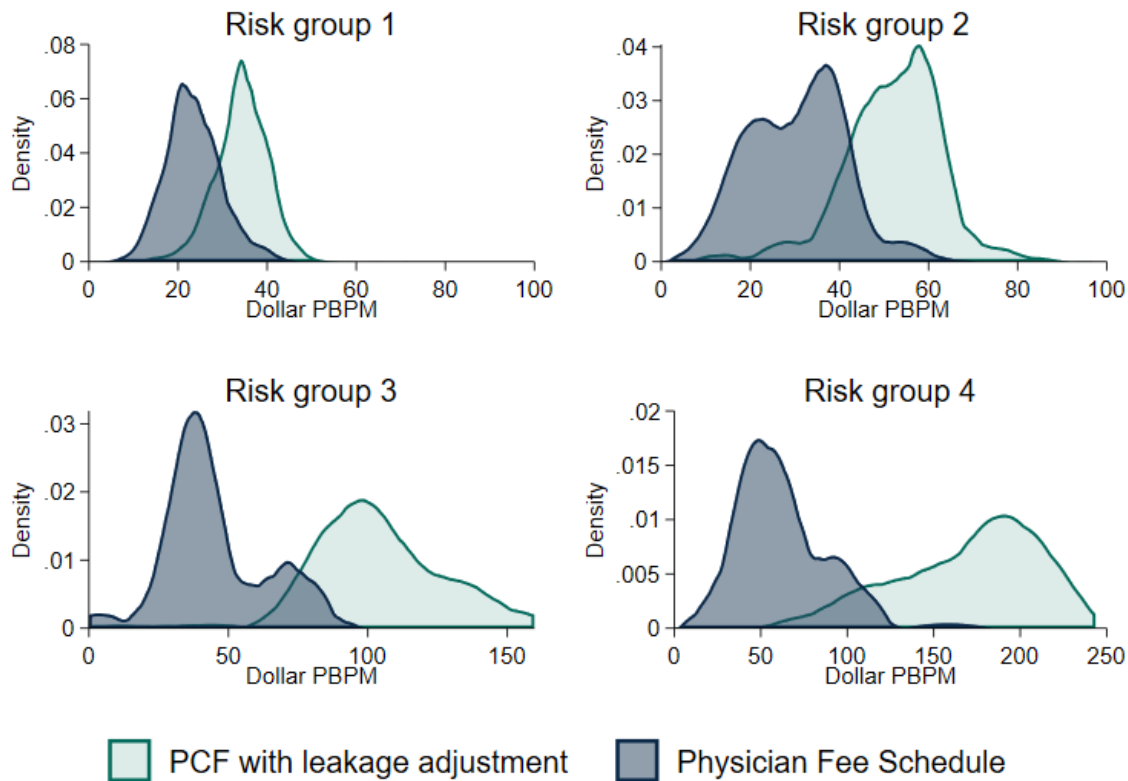 Risk group 1
Density
.08
.06
.04
.02
0
0 20 40 60 80 100
Dollar PBPM
Risk group 2
Density
.04
.03
.02
.01
0
0 20 40 60 80 100
Dollar PBPM
Risk group 3
Density
.03
.02
.01
0
0 50 100 150
Dollar PBPM
Risk group 4
Density
.02
.015
.01
.005
0
0 50 100 150 200 250
Dollar PBPM
PCF with leakage adjustment Physician Fee Schedule